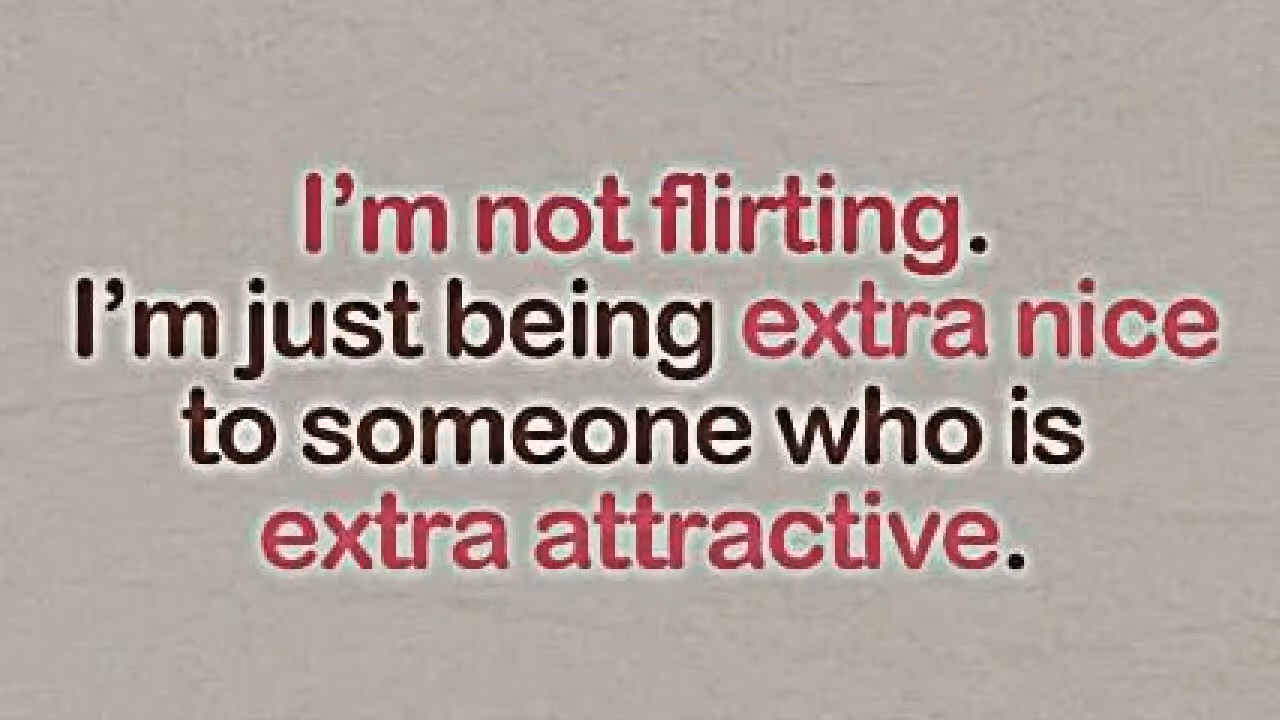 I’m not flirting.
I’m just being extra nice
to someone who is
extra attractive.